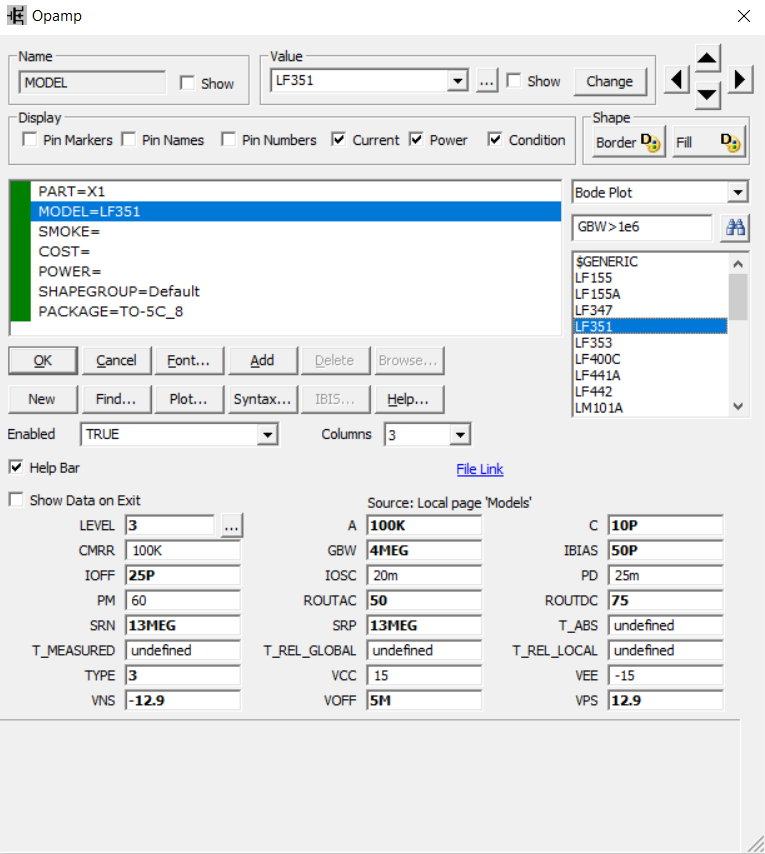 Opamp
Name
MODEL
Show
Value
LF351
...
Show
Change
Display
Pin Markers
Pin Names
Pin Numbers
Current
Power
Condition
Shape
Border
Fill
PART=X1
MODEL=LF351
SMOKE=
COST=
POWER=
SHAPEGROUP=Default
PACKAGE=TO-5C_8
Bode Plot
GBW>1e6
$GENERIC
LF155
LF155A
LF347
LF351
LF353
LF400C
LF441A
LF442
LM101A
OK Cancel Font... Add Delete Browse...
New Find... Plot... Syntax... IBIS... Help...
Enabled TRUE Columns 3
Help Bar File Link
Show Data on Exit Source: Local page 'Models'
LEVEL 3 ... A 100K C 10P
CMRR 100K GBW 4MEG IBIAS 50P
IOFF 25P IOSC 20m PD 25m
PM 60 ROUTAC 50 ROUTDC 75
SRN 13MEG SRP 13MEG T_ABS undefined
T_MEASURED undefined T_REL_GLOBAL undefined T_REL_LOCAL undefined
TYPE 3 VCC 15 VEE -15
VNS -12.9 VOFF 5M VPS 12.9